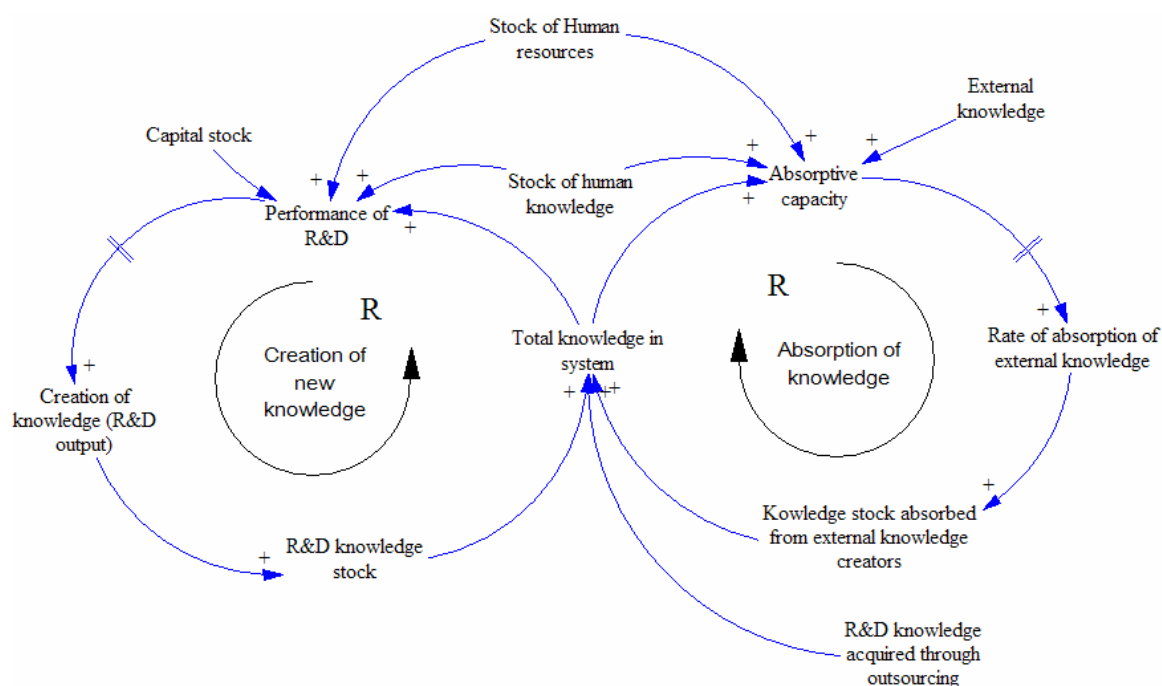 Stock of Human
resources
External
knowledge
Capital stock
+
+
+
Stock of human
knowledge
Absorptive
capacity
+
+
+
Performance of
R&D
+
R
R
+
Total knowledge in
system
Rate of absorption of
external knowledge
Creation of
new
knowledge
Absorption of
knowledge
+
Creation of
knowledge (R&D
output)
+
+
+
+
Kowledge stock absorbed
from external knowledge
creators
+
R&D knowledge
stock
R&D knowledge
acquired through
outsourcing